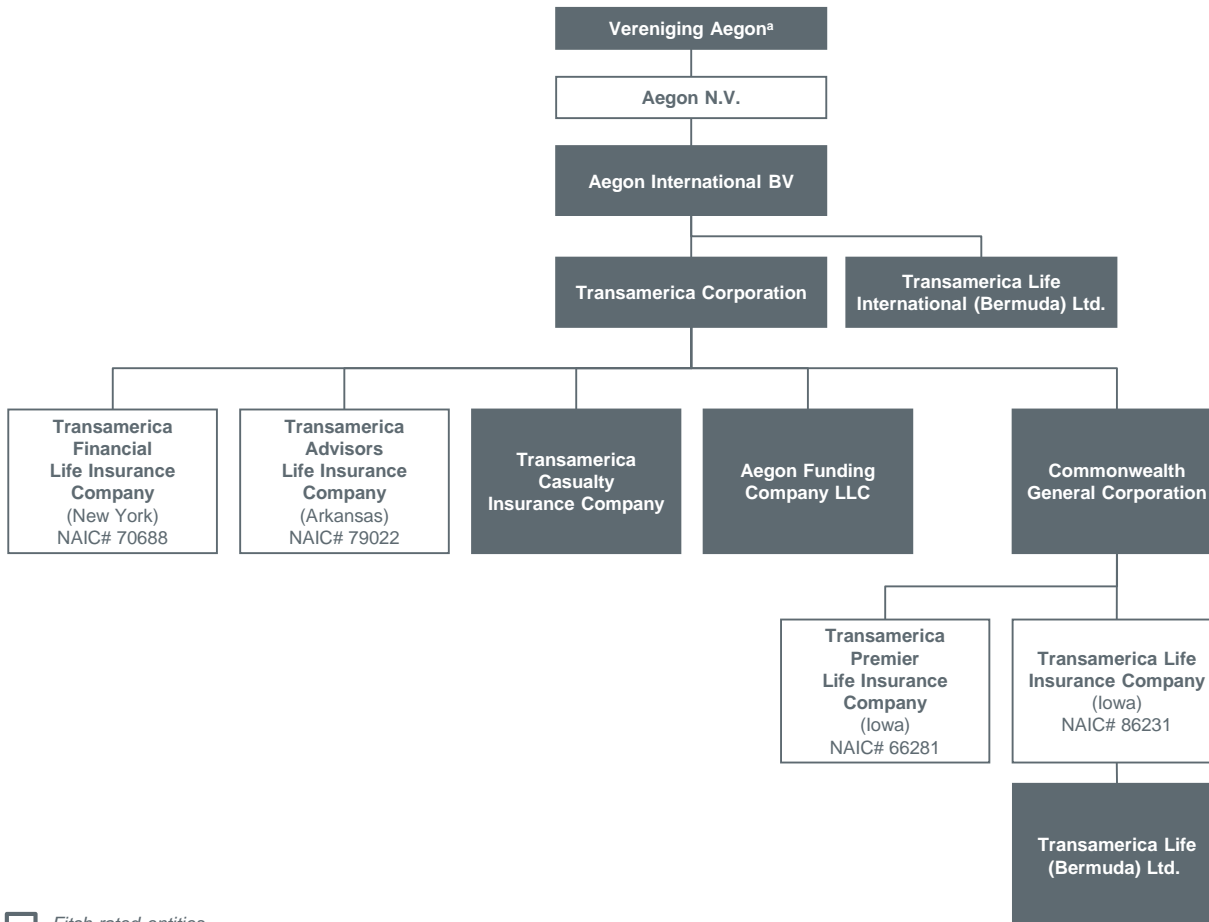 Vereniging Aegonᵃ
Aegon N.V.
Aegon International BV
Transamerica Corporation
Transamerica Life
International (Bermuda) Ltd.
Transamerica
Financial
Life Insurance
Company
(New York)
NAIC# 70688
Transamerica
Advisors
Life Insurance
Company
(Arkansas)
NAIC# 79022
Transamerica
Casualty
Insurance Company
Aegon Funding
Company LLC
Commonwealth
General Corporation
Transamerica
Premier
Life Insurance
Company
(Iowa)
NAIC# 66281
Transamerica Life
Insurance Company
(Iowa)
NAIC# 86231
Transamerica Life
(Bermuda) Ltd.
Fitch-rated entities